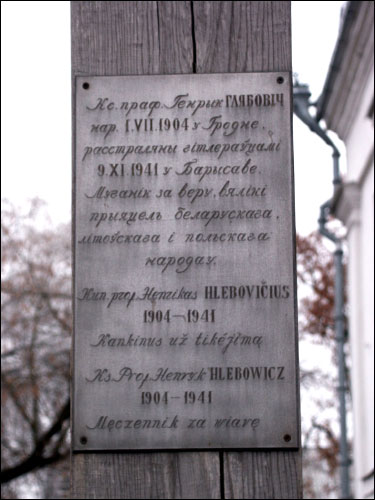 Кс. праф. Генрык ГЛЯБОВІЧ
нар. I.VII.1904 у Гродне,
расстраляны гітлераўцамі
9.XI.1941 у Барысаве.
Мучанік за веру, вялікі
прыяцель беларускага,
літоўскага і польскага
народаў.
Kun. prof. Henrikas HLEBOVIČIUS
1904–1941
Kankinus už tikėjimą
Ks. Prof. Henryk HLEBOWICZ
1904–1941
Męczennik za wiarę